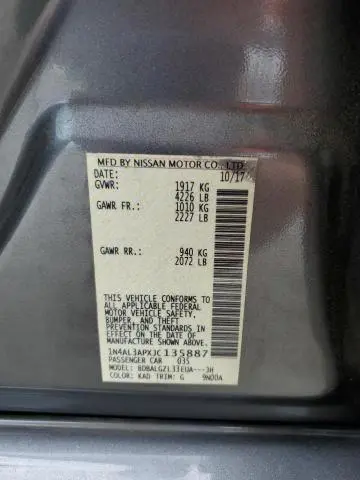 MFD BY NISSAN MOTOR CO., LTD
DATE: 10/17
GVWR: 1917 KG
4226 LB
GAWR FR.: 1010 KG
2227 LB
GAWR RR.: 940 KG
2072 LB
THIS VEHICLE CONFORMS TO
ALL APPLICABLE FEDERAL
MOTOR VEHICLE SAFETY,
BUMPER, AND THEFT
PREVENTION STANDARDS IN
EFFECT ON THE DATE OF
MANUFACTURE SHOWN ABOVE.
1N4AL3APXJC135887
PASSENGER CAR 035
MODEL: BDBALGZL33EUA---JH
COLOR: KAD TRIM: G 9N00A